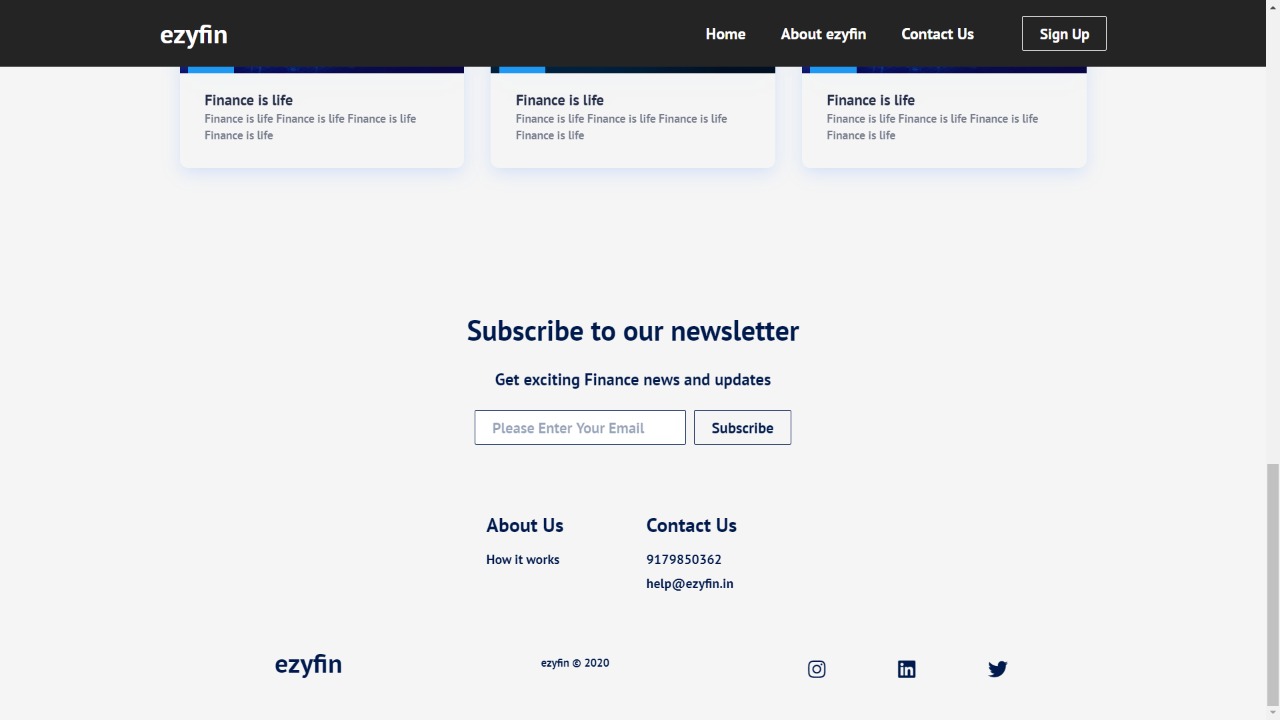 ezyfin
Home
About ezyfin
Contact Us
Sign Up
Finance is life
Finance is life Finance is life Finance is life
Finance is life
Finance is life
Finance is life Finance is life Finance is life
Finance is life
Finance is life
Finance is life Finance is life Finance is life
Finance is life
Subscribe to our newsletter
Get exciting Finance news and updates
Please Enter Your Email
Subscribe
About Us
How it works
Contact Us
9179850362
help@ezyfin.in
ezyfin
ezyfin © 2020